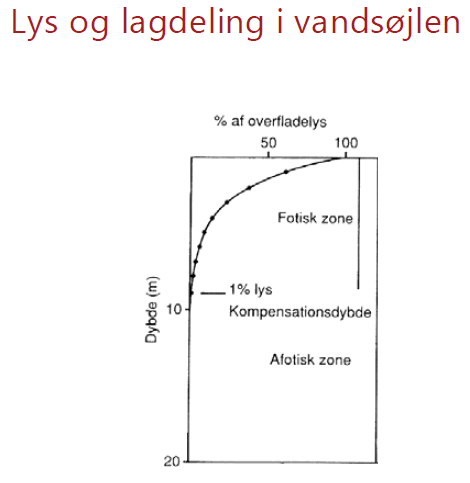 Lys og lagdeling i vandsøjlen
% af overfladelys
50 100
Fotisk zone
1% lys
10
Kompensationsdybde
Dybde (m)
Afotisk zone
20